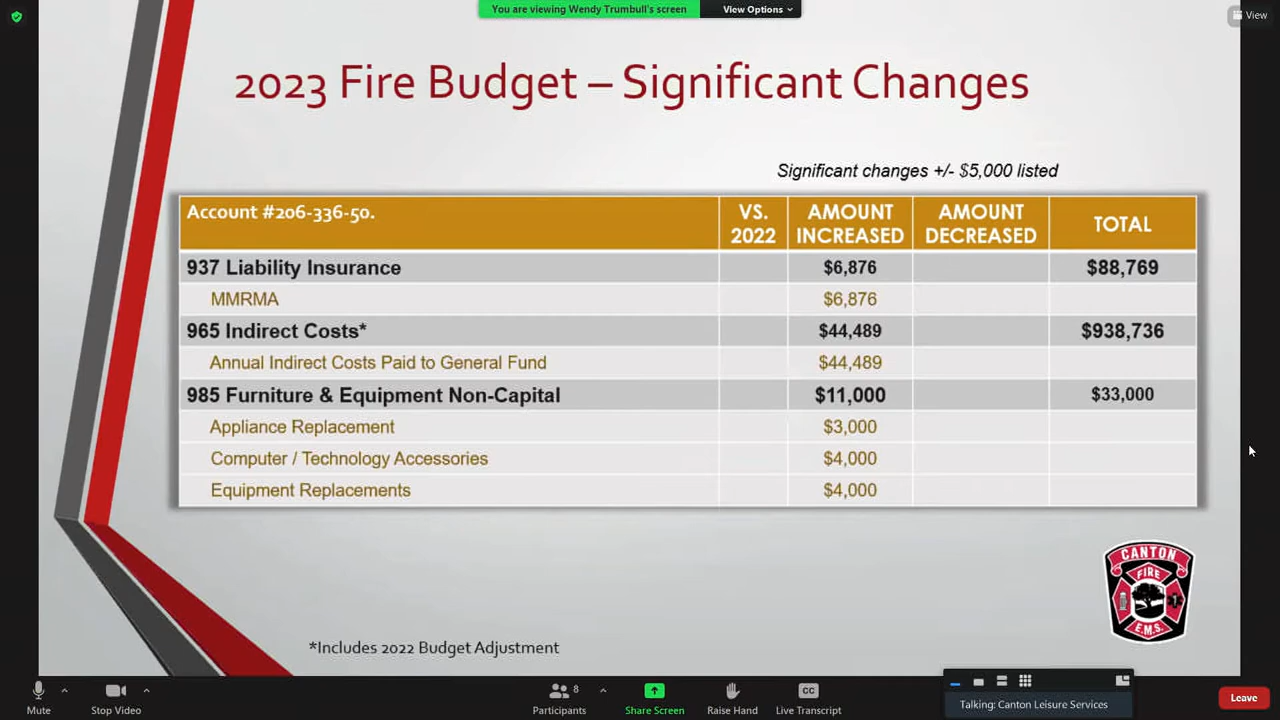 You are viewing Wendy Trumbull's screen
View Options
View
2023 Fire Budget – Significant Changes
Significant changes +/- $5,000 listed
Account #206-336-50.
VS. 2022
AMOUNT INCREASED
AMOUNT DECREASED
TOTAL
937 Liability Insurance $6,876 $88,769
MMRMA $6,876
965 Indirect Costs* $44,489 $938,736
Annual Indirect Costs Paid to General Fund $44,489
985 Furniture & Equipment Non-Capital $11,000 $33,000
Appliance Replacement $3,000
Computer / Technology Accessories $4,000
Equipment Replacements $4,000
CANTON
FIRE
E.M.S.
*Includes 2022 Budget Adjustment
Mute
Stop Video
8
Participants
Share Screen
Raise Hand
CC
Live Transcript
Talking: Canton Leisure Services
Leave